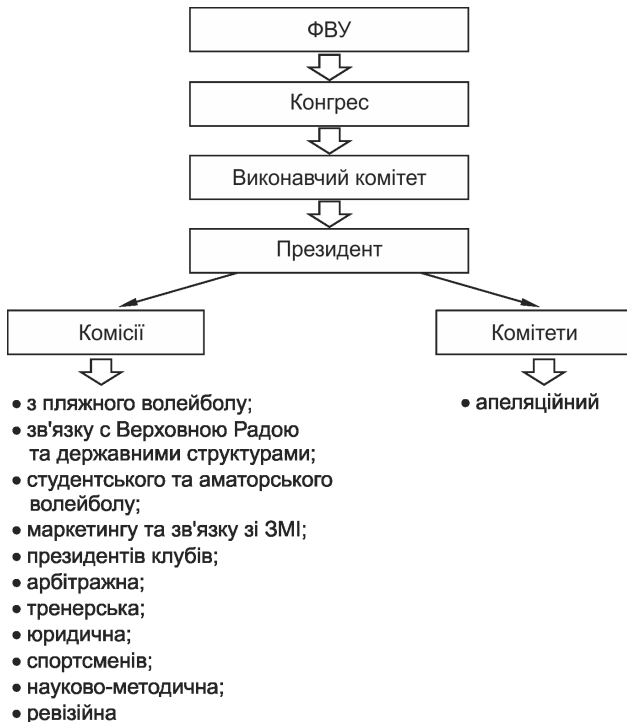 ФВУ
Конгрес
Виконавчий комітет
Президент
Комісії
• з пляжного волейболу;
• зв'язку с Верховною Радою
та державними структурами;
• студентського та аматорського
волейболу;
• маркетингу та зв'язку зі ЗМІ;
• президентів клубів;
• арбітражна;
• тренерська;
• юридична;
• спортсменів;
• науково-методична;
• ревізійна
Комітети
• апеляційний